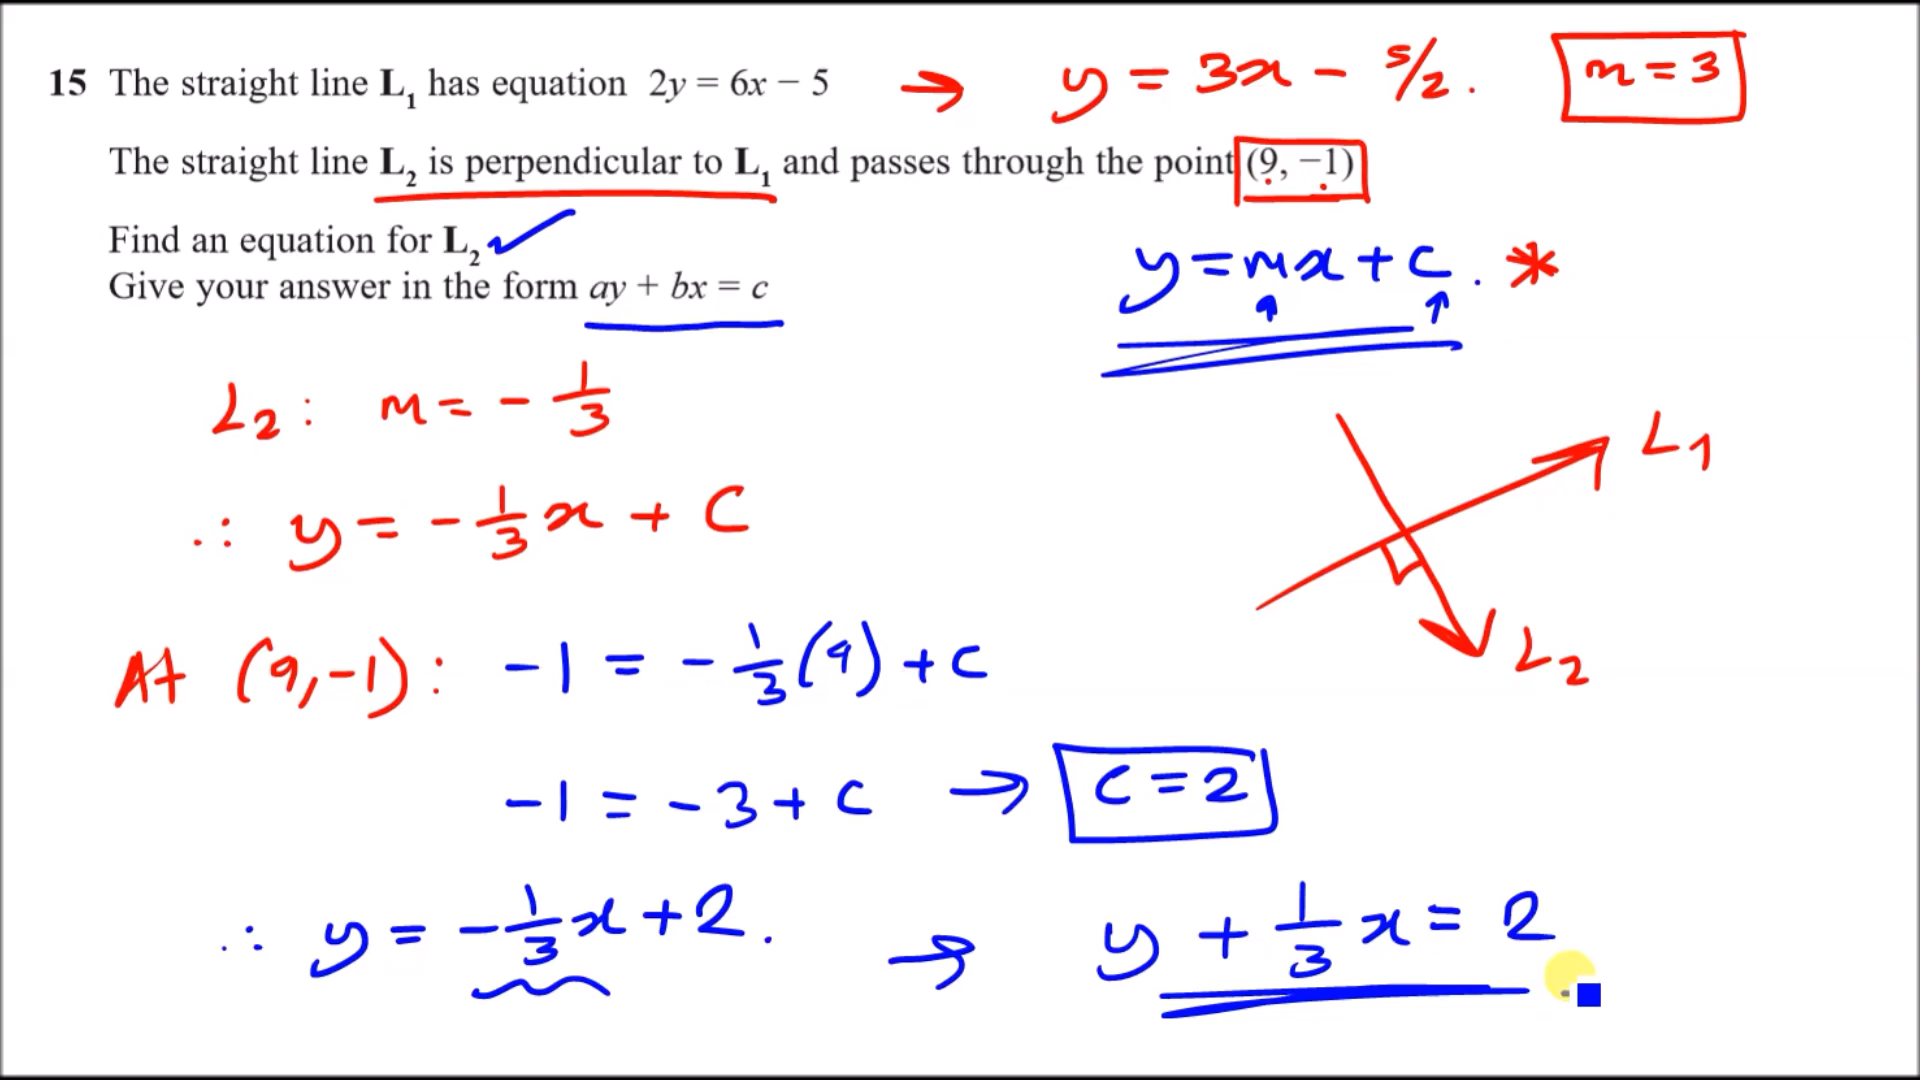 15 The straight line L₁ has equation 2y = 6x − 5 → y = 3x − 5/2. m = 3
The straight line L₂ is perpendicular to L₁ and passes through the point (9, −1)
Find an equation for L₂
y = mx + c. *
Give your answer in the form ay + bx = c
L₂: m = −1/3
L₁
∴ y = −1/3 x + C
L₂
At (9,−1): −1 = −1/3 (9) + c
−1 = −3 + c → c = 2
∴ y = −1/3 x + 2. → y + 1/3 x = 2